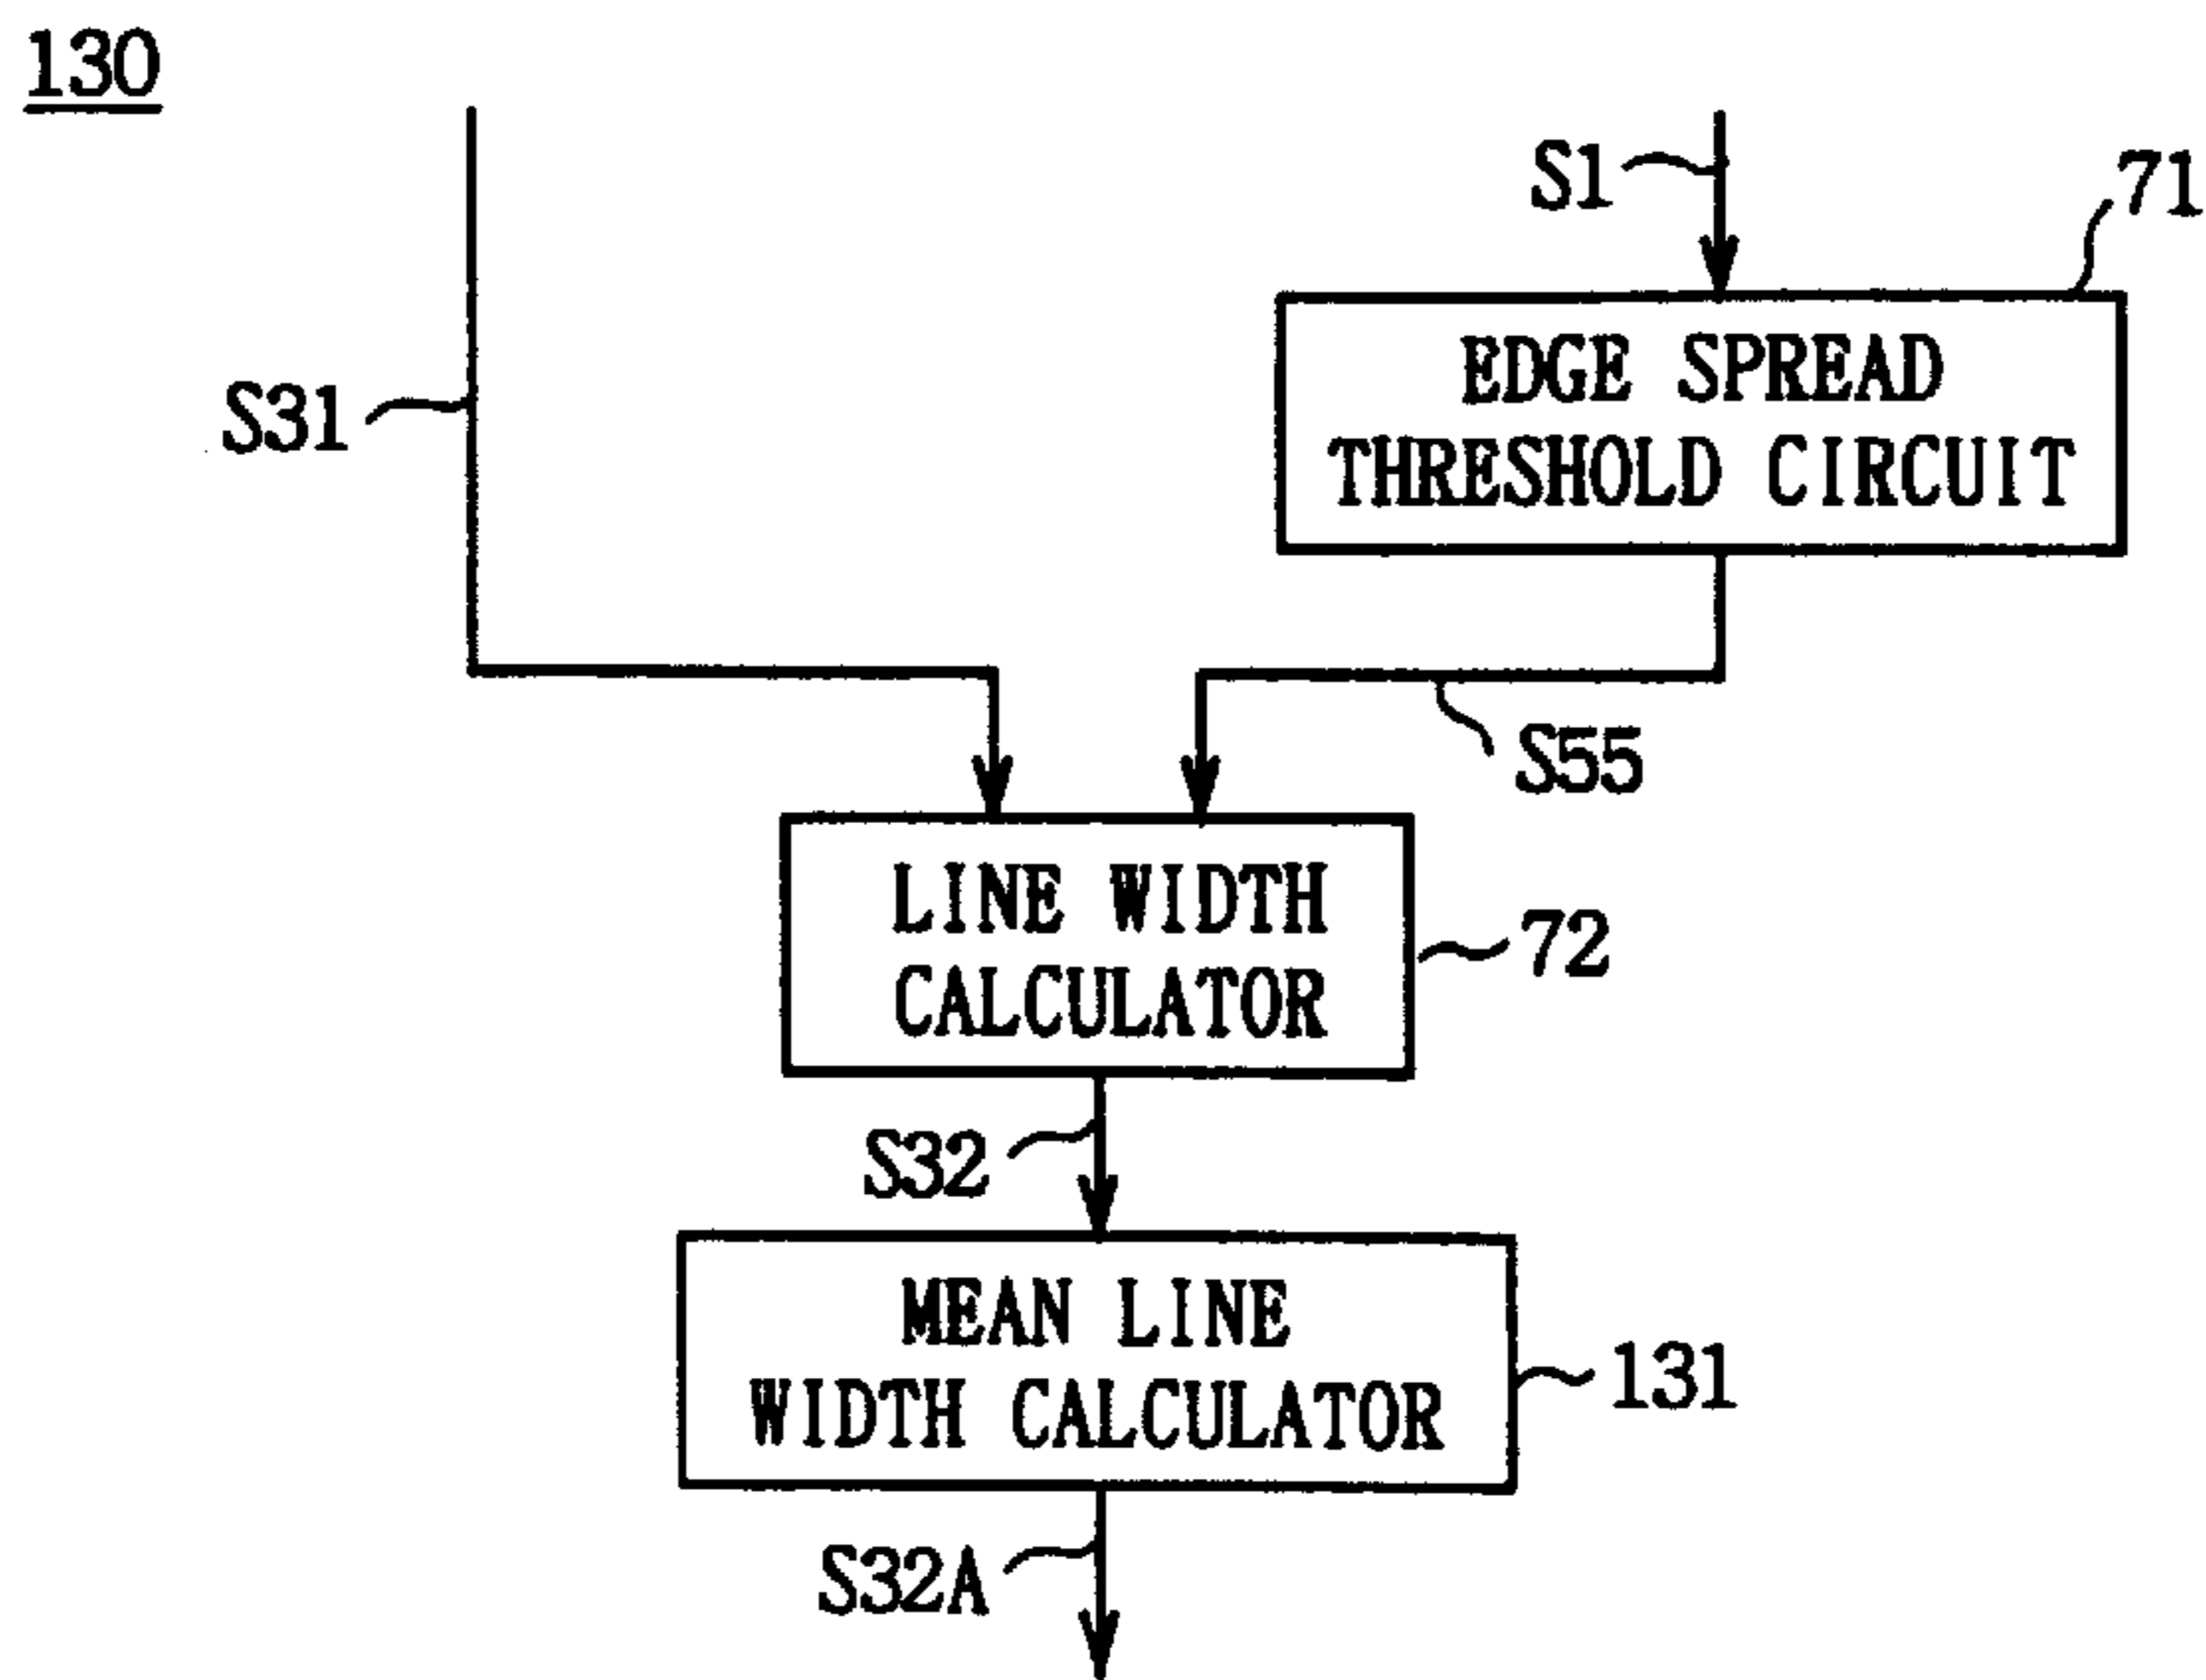 130
S1
71
EDGE SPREAD
THRESHOLD CIRCUIT
S31
S55
LINE WIDTH
CALCULATOR
72
S32
MEAN LINE
WIDTH CALCULATOR
131
S32A